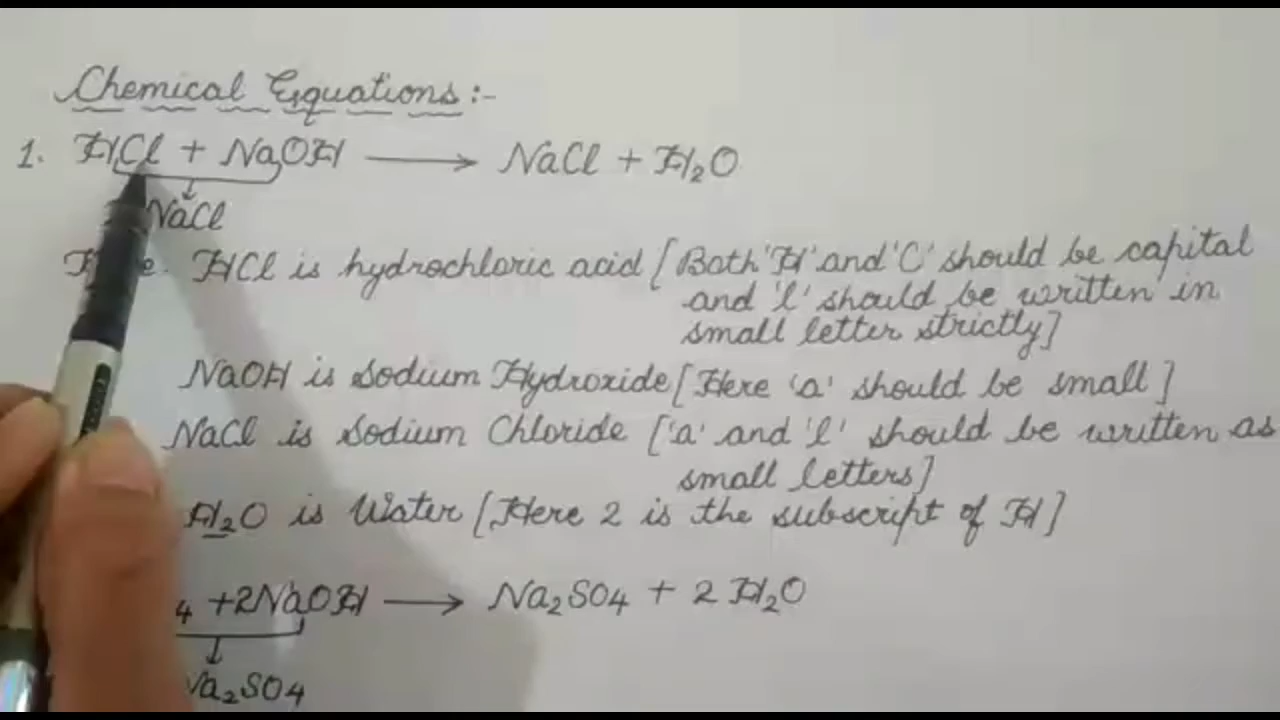 Chemical Equations :-
1. HCl + NaOH ⟶ NaCl + H₂O
↓
NaCl
HCl is hydrochloric acid [Both 'H' and 'C' should be capital
and 'l' should be written in
small letter strictly]
NaOH is Sodium Hydroxide [Here 'a' should be small]
NaCl is Sodium Chloride ['a' and 'l' should be written as
small letters]
H₂O is Water [Here 2 is the subscript of H]
₄ +2NaOH ⟶ Na₂SO₄ + 2 H₂O
↓
Na₂SO₄